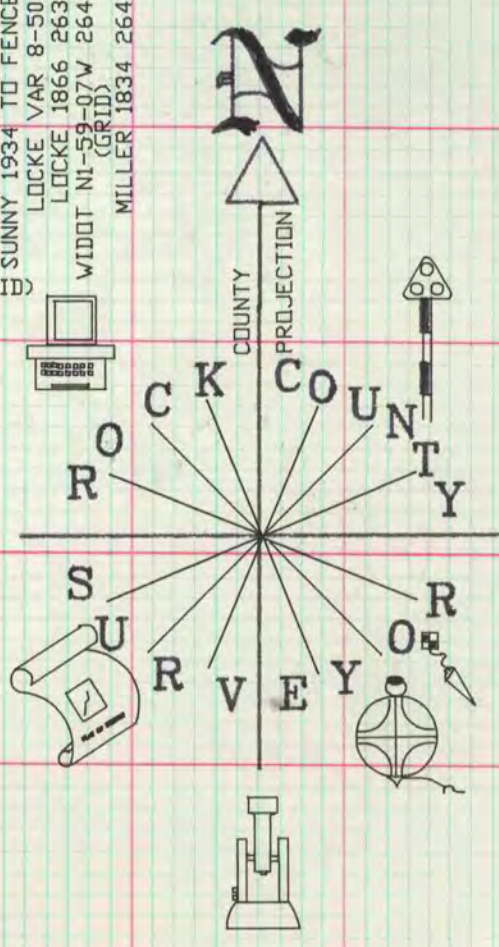 SUNNY 1934 TO FENCE
LOCKE VAR 8-50
LOCKE 1866 263
WIDOT N1-59-07W 264
(GRID)
MILLER 1834 264
ID)
N
COUNTY
PROJECTION
ROCK COUNTY
SURVEYOR